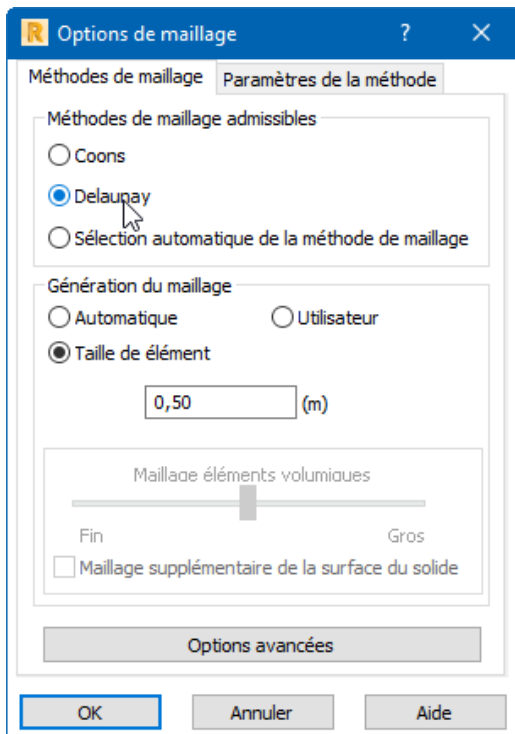 Options de maillage ? ×
Méthodes de maillage Paramètres de la méthode
Méthodes de maillage admissibles
Coons
Delaunay
Sélection automatique de la méthode de maillage
Génération du maillage
Automatique Utilisateur
Taille de élément
0,50 (m)
Maillage éléments volumiques
Fin Gros
Maillage supplémentaire de la surface du solide
Options avancées
OK Annuler Aide